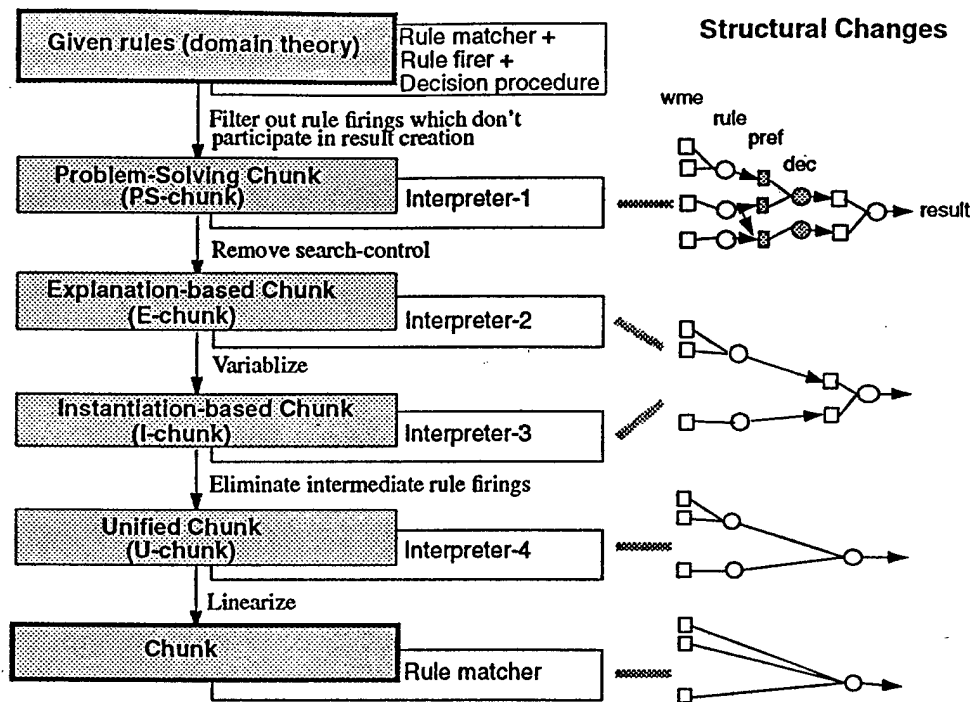 Structural Changes
Given rules (domain theory)
Rule matcher +
Rule firer +
Decision procedure
Filter out rule firings which don't
participate in result creation
wme
rule
pref
dec
result
Problem-Solving Chunk
(PS-chunk)
Interpreter-1
Remove search-control
Explanation-based Chunk
(E-chunk)
Interpreter-2
Variablize
Instantiation-based Chunk
(I-chunk)
Interpreter-3
Eliminate intermediate rule firings
Unified Chunk
(U-chunk)
Interpreter-4
Linearize
Chunk
Rule matcher